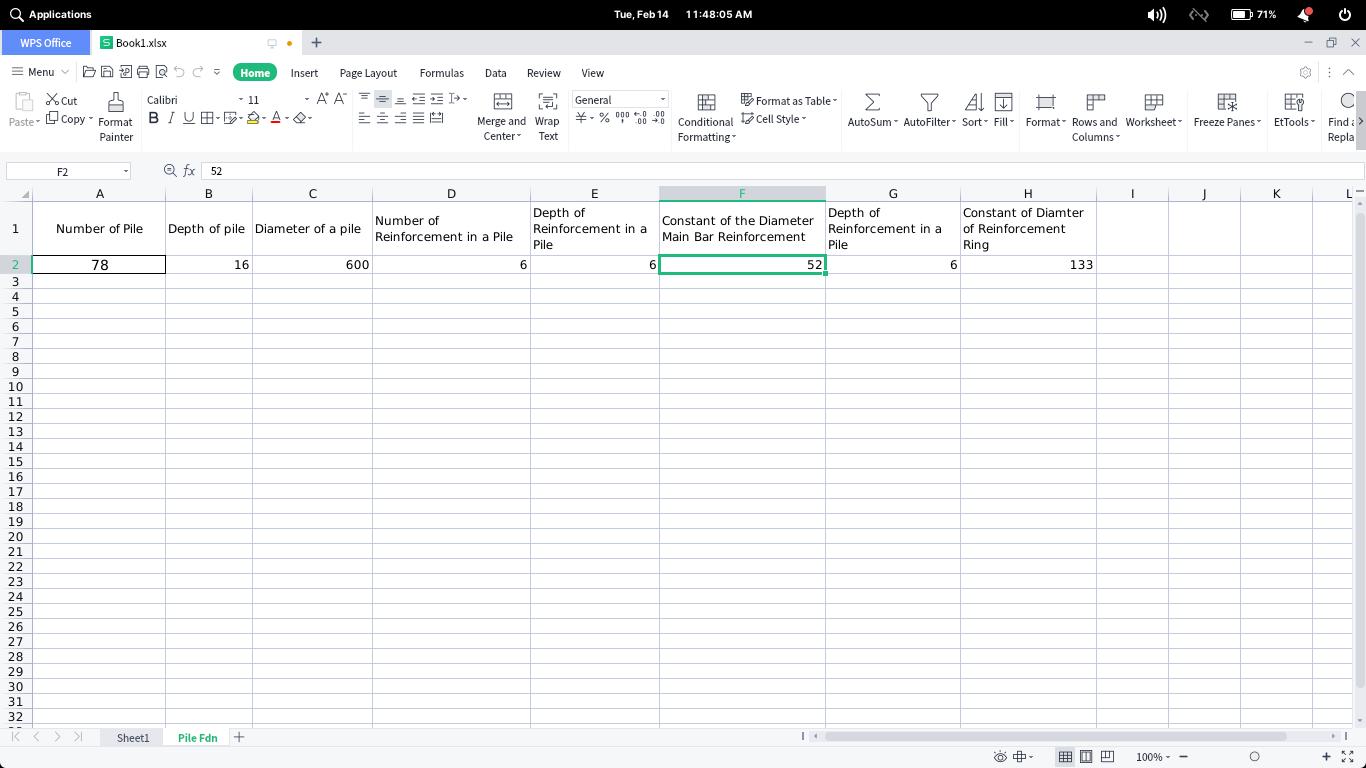 Applications
Tue, Feb 14 11:48:05 AM
71%
WPS Office
Book1.xlsx
Menu
Home
Insert
Page Layout
Formulas
Data
Review
View
Paste
Cut
Copy
Format
Painter
Calibri
11
B I U
A
Merge and
Center
Wrap
Text
General
Conditional
Formatting
Format as Table
Cell Style
AutoSum
AutoFilter
Sort
Fill
Format
Rows and
Columns
Worksheet
Freeze Panes
EtTools
Find a
Repla
F2
fx
52
A B C D E F G H I J K L
1
Number of Pile
Depth of pile
Diameter of a pile
Number of
Reinforcement in a Pile
Depth of
Reinforcement in a
Pile
Constant of the Diameter
Main Bar Reinforcement
Depth of
Reinforcement in a
Pile
Constant of Diamter
of Reinforcement
Ring
2 78 16 600 6 6 52 6 133
3
4
5
6
7
8
9
10
11
12
13
14
15
16
17
18
19
20
21
22
23
24
25
26
27
28
29
30
31
32
Sheet1
Pile Fdn
100%